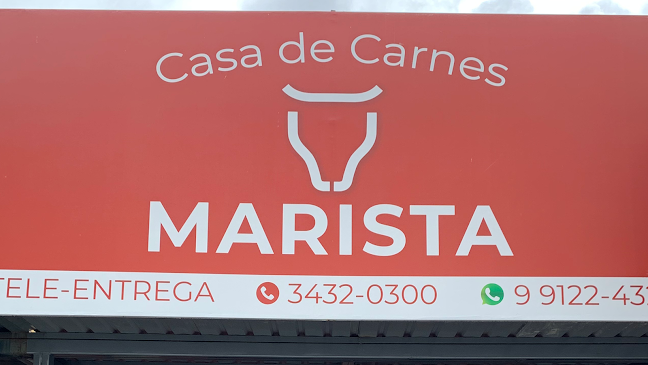 Casa de Carnes
MARISTA
TELE-ENTREGA 3432-0300 9 9122-43